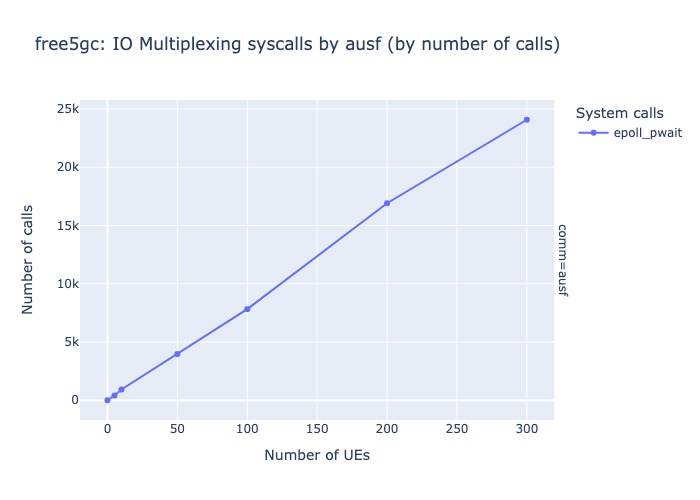 free5gc: IO Multiplexing syscalls by ausf (by number of calls)
System calls
epoll_pwait
25k
20k
15k
10k
5k
0
Number of calls
comm=ausf
0 50 100 150 200 250 300
Number of UEs